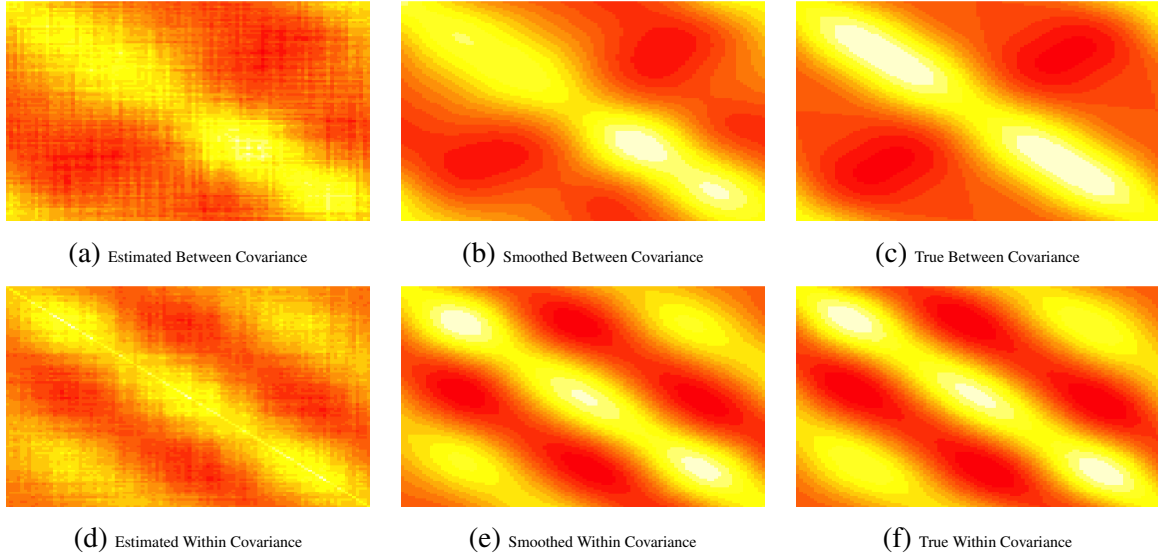 (a) Estimated Between Covariance
(b) Smoothed Between Covariance
(c) True Between Covariance
(d) Estimated Within Covariance
(e) Smoothed Within Covariance
(f) True Within Covariance